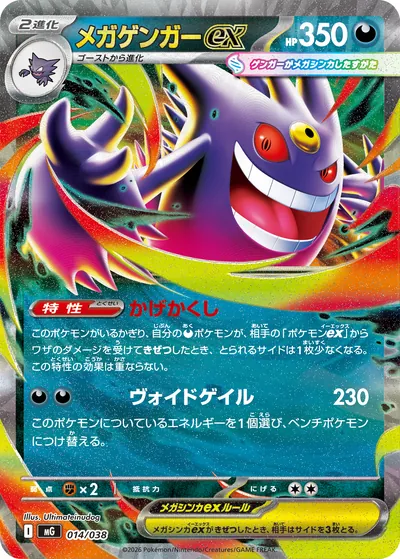 2進化
メガゲンガーex
HP350
ゴーストから進化
ゲンガーがメガシンカしたすがた
特性
とくせい
かげかくし
このポケモンがいるかぎり、自分のポケモンが、相手の「ポケモンex」から
ワザのダメージを受けてきぜつしたとき、とられるサイドは1枚少なくなる。
この特性の効果は重ならない。
ヴォイドゲイル 230
このポケモンについているエネルギーを1個選び、ベンチポケモン
につけ替える。
弱点 ×2 抵抗力 にげる
メガシンカexルール
メガシンカexがきぜつしたとき、相手はサイドを3枚とる。
Illus. Ultimateinudog
I MG 014/038
©2026 Pokémon/Nintendo/Creatures/GAME FREAK.